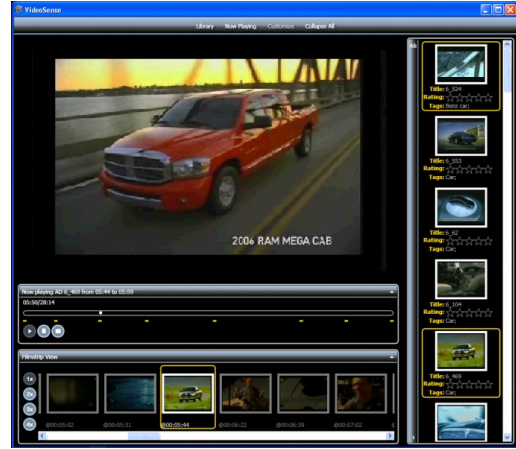 VideoSense
Library Now Playing Customize Collapse All
2006 RAM MEGA CAB
Now playing AD 6_469 from 05:44 to 05:59
05:50/28:14
Filmstrip View
1x
2x
3x
4x
@00:05:02 @00:05:31 @00:05:44 @00:06:22 @00:06:39 @00:07:02
Title: 6_524
Rating:
Tags: Benz car;
Title: 6_553
Rating:
Tags: Car;
Title: 6_62
Rating:
Tags: Car;
Title: 6_104
Rating:
Tags: Car;
Title: 6_469
Rating:
Tags: Car;